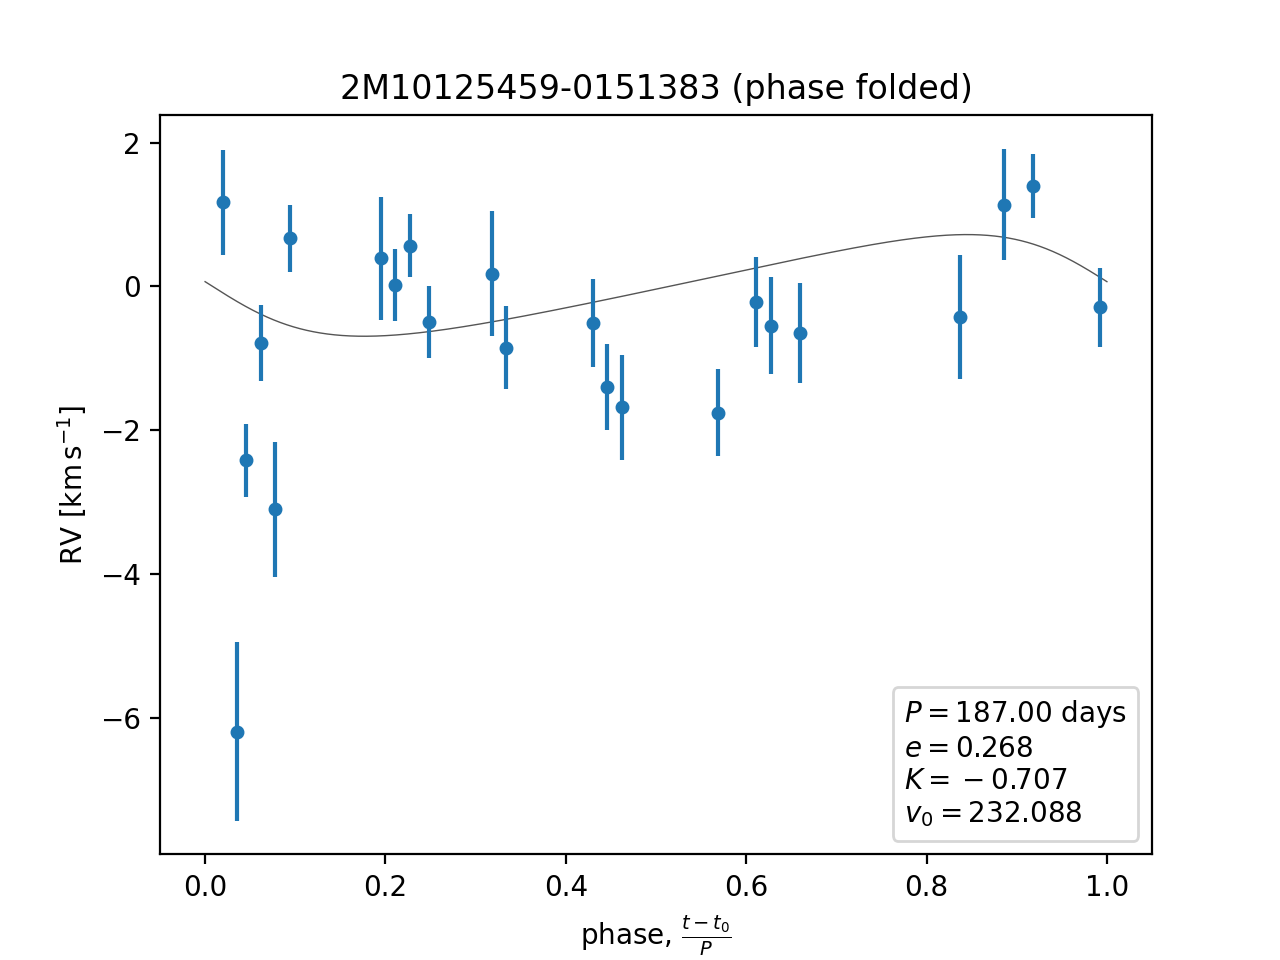 2M10125459-0151383 (phase folded)
2
0
−2
−4
−6
RV [km s⁻¹]
P = 187.00 days
e = 0.268
K = −0.707
v₀ = 232.088
0.0 0.2 0.4 0.6 0.8 1.0
phase, (t − t₀)/P